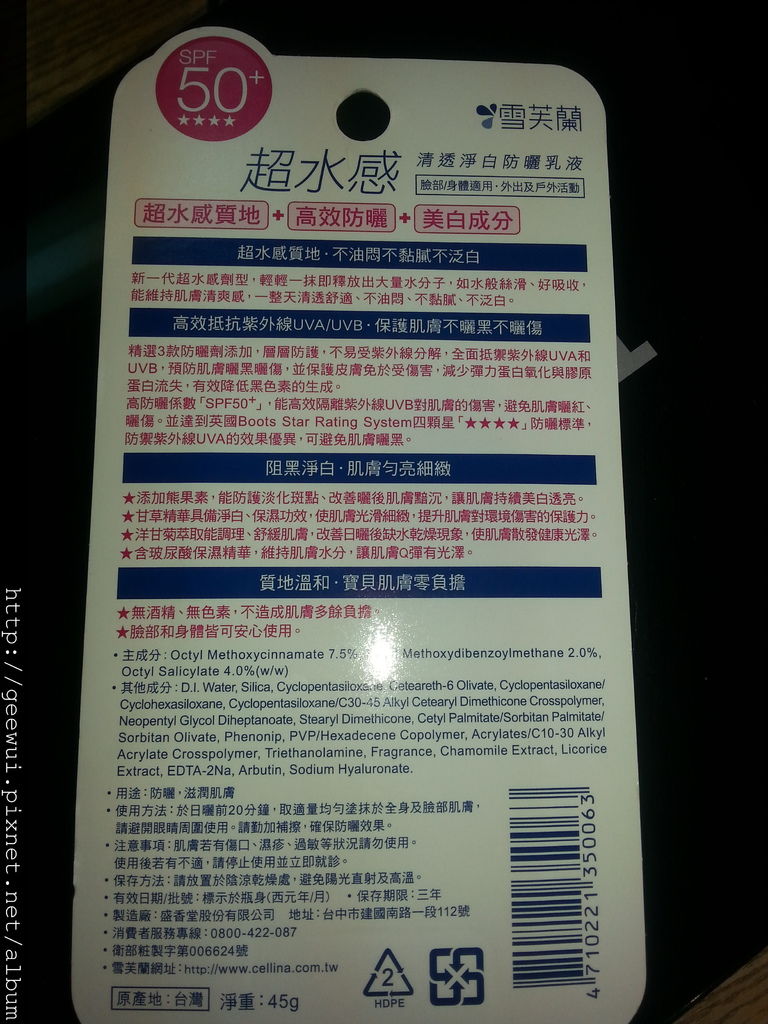 SPF
50+
★★★★
雪芙蘭
超水感 清透淨白防曬乳液
臉部/身體適用·外出及戶外活動
超水感質地+高效防曬+美白成分
超水感質地·不油悶不黏膩不泛白
新一代超水感劑型,輕輕一抹即釋放出大量水分子,如水般絲滑、好吸收,
能維持肌膚清爽感,一整天清透舒適、不油悶、不黏膩、不泛白。
高效抵抗紫外線UVA/UVB·保護肌膚不曬黑不曬傷
精選3款防曬劑添加,層層防護,不易受紫外線分解,全面抵禦紫外線UVA和
UVB,預防肌膚曬黑曬傷,並保護皮膚免於受傷害,減少彈力蛋白氧化與膠原
蛋白流失,有效降低黑色素的生成。
高防曬係數「SPF50+」,能高效隔離紫外線UVB對肌膚的傷害,避免肌膚曬紅、
曬傷。並達到英國Boots Star Rating System四顆星「★★★★」防曬標準,
防禦紫外線UVA的效果優異,可避免肌膚曬黑。
阻黑淨白·肌膚勻亮細緻
★添加熊果素,能防護淡化斑點、改善曬後肌膚黯沉,讓肌膚持續美白透亮。
★甘草精華具備淨白、保濕功效,使肌膚光滑細緻,提升肌膚對環境傷害的保護力。
★洋甘菊萃取能調理、舒緩肌膚,改善日曬後缺水乾燥現象,使肌膚散發健康光澤。
★含玻尿酸保濕精華,維持肌膚水分,讓肌膚Q彈有光澤。
質地溫和·寶貝肌膚零負擔
★無酒精、無色素,不造成肌膚多餘負擔。
★臉部和身體皆可安心使用。
·主成分:Octyl Methoxycinnamate 7.5%, Methoxydibenzoylmethane 2.0%,
Octyl Salicylate 4.0%(w/w)
·其他成分:D.I. Water, Silica, Cyclopentasiloxane, Ceteareth-6 Olivate, Cyclopentasiloxane/
Cyclohexasiloxane, Cyclopentasiloxane/C30-45 Alkyl Cetearyl Dimethicone Crosspolymer,
Neopentyl Glycol Diheptanoate, Stearyl Dimethicone, Cetyl Palmitate/Sorbitan Palmitate/
Sorbitan Olivate, Phenonip, PVP/Hexadecene Copolymer, Acrylates/C10-30 Alkyl
Acrylate Crosspolymer, Triethanolamine, Fragrance, Chamomile Extract, Licorice
Extract, EDTA-2Na, Arbutin, Sodium Hyaluronate.
·用途:防曬,滋潤肌膚
·使用方法:於日曬前20分鐘,取適量均勻塗抹於全身及臉部肌膚,
請避開眼睛周圍使用。請勤加補擦,確保防曬效果。
·注意事項:肌膚若有傷口、濕疹、過敏等狀況請勿使用。
使用後若有不適,請停止使用並立即就診。
·保存方法:請放置於陰涼乾燥處,避免陽光直射及高溫。
·有效日期/批號:標示於瓶身(西元年/月) ·保存期限:三年
·製造廠:盛香堂股份有限公司 地址:台中市建國南路一段112號
·消費者服務專線:0800-422-087
·衛部粧製字第006624號
·雪芙蘭網址:http://www.cellina.com.tw
原產地:台灣 淨重:45g
2
HDPE
4 710221 350063
http://geewui.pixnet.net/album